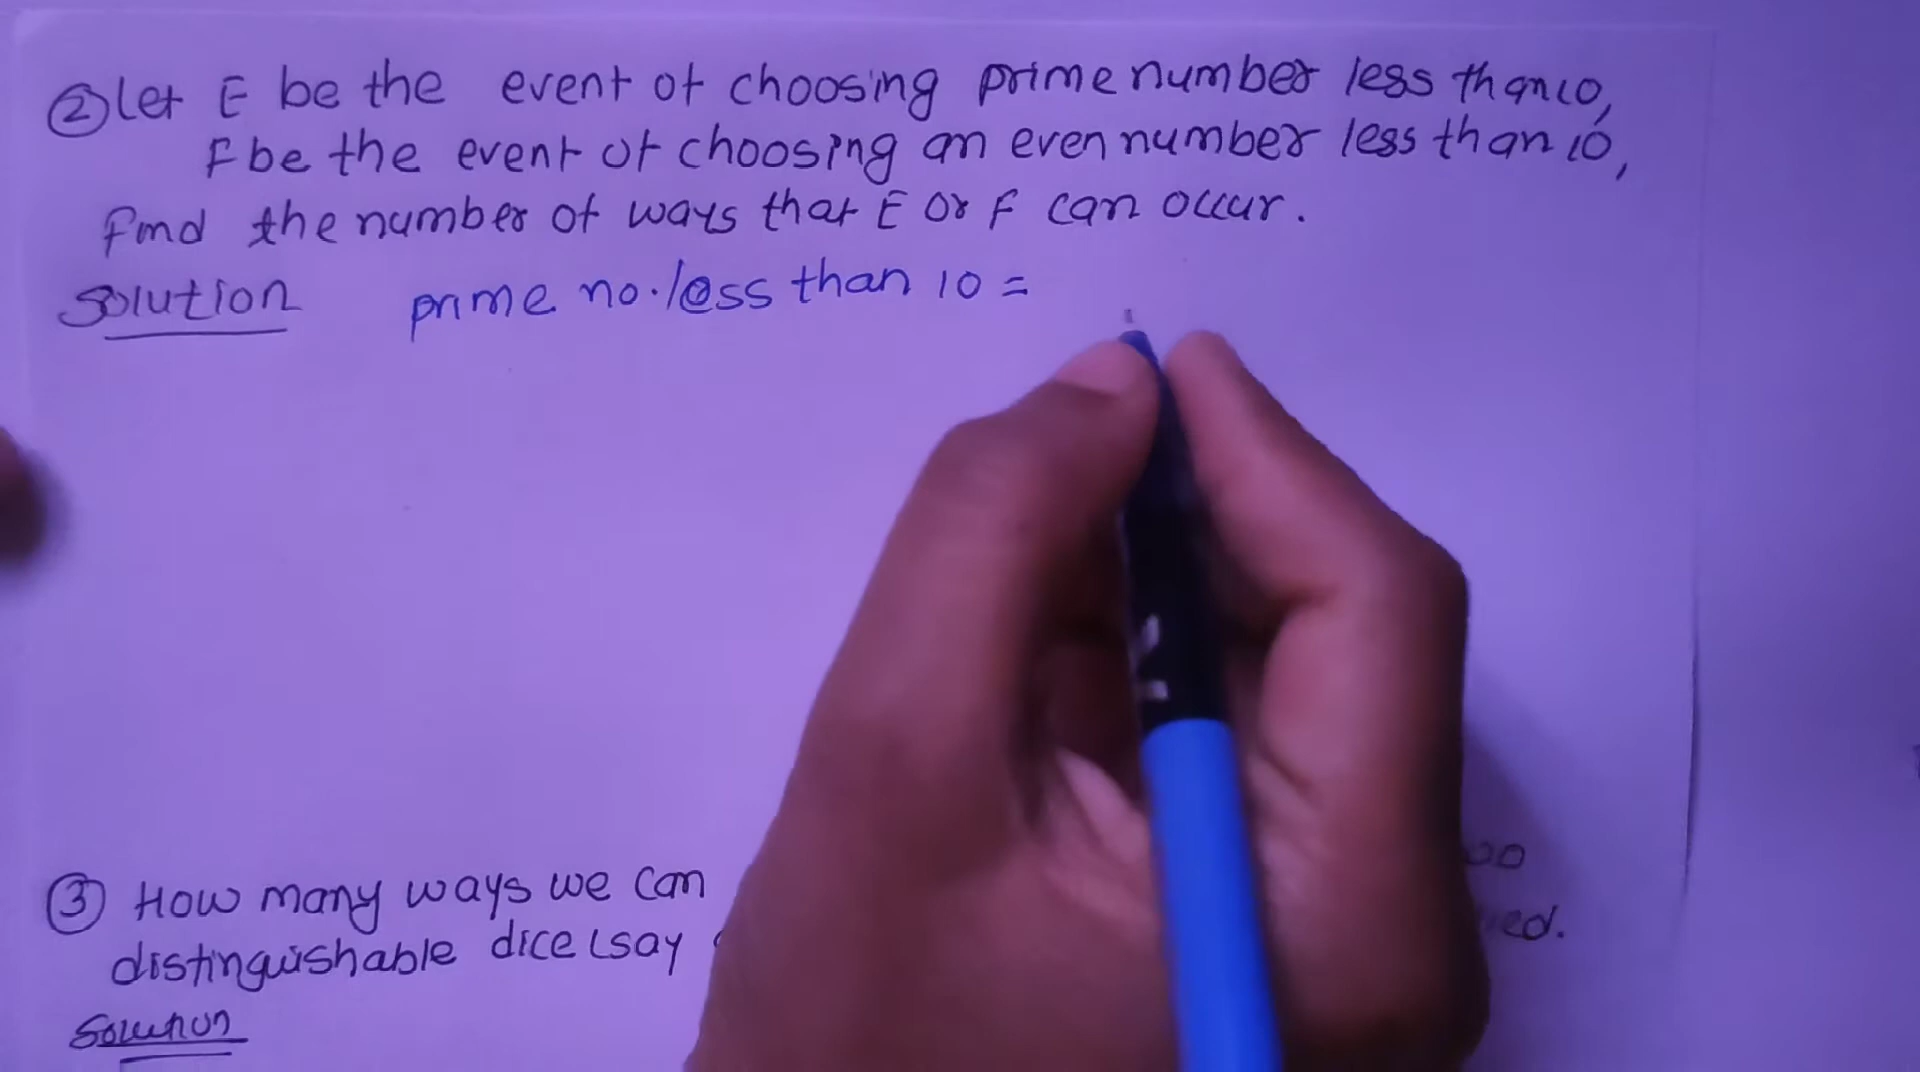 ② Let E be the event of choosing prime number less than 10,
F be the event of choosing an even number less than 10,
find the number of ways that E or F can occur.
Solution prime no. less than 10 =
③ How many ways we can
distinguishable dice (say
Solution